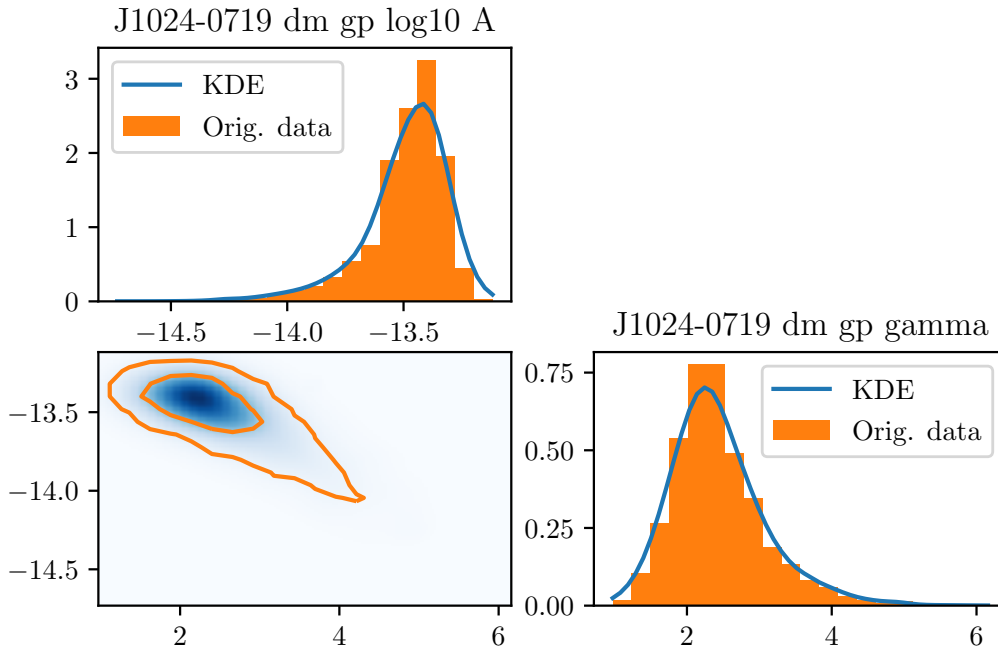 J1024-0719 dm gp log10 A
KDE
Orig. data
3
2
1
0
−14.5 −14.0 −13.5
J1024-0719 dm gp gamma
−13.5
−14.0
−14.5
2 4 6
KDE
Orig. data
0.75
0.50
0.25
0.00
2 4 6